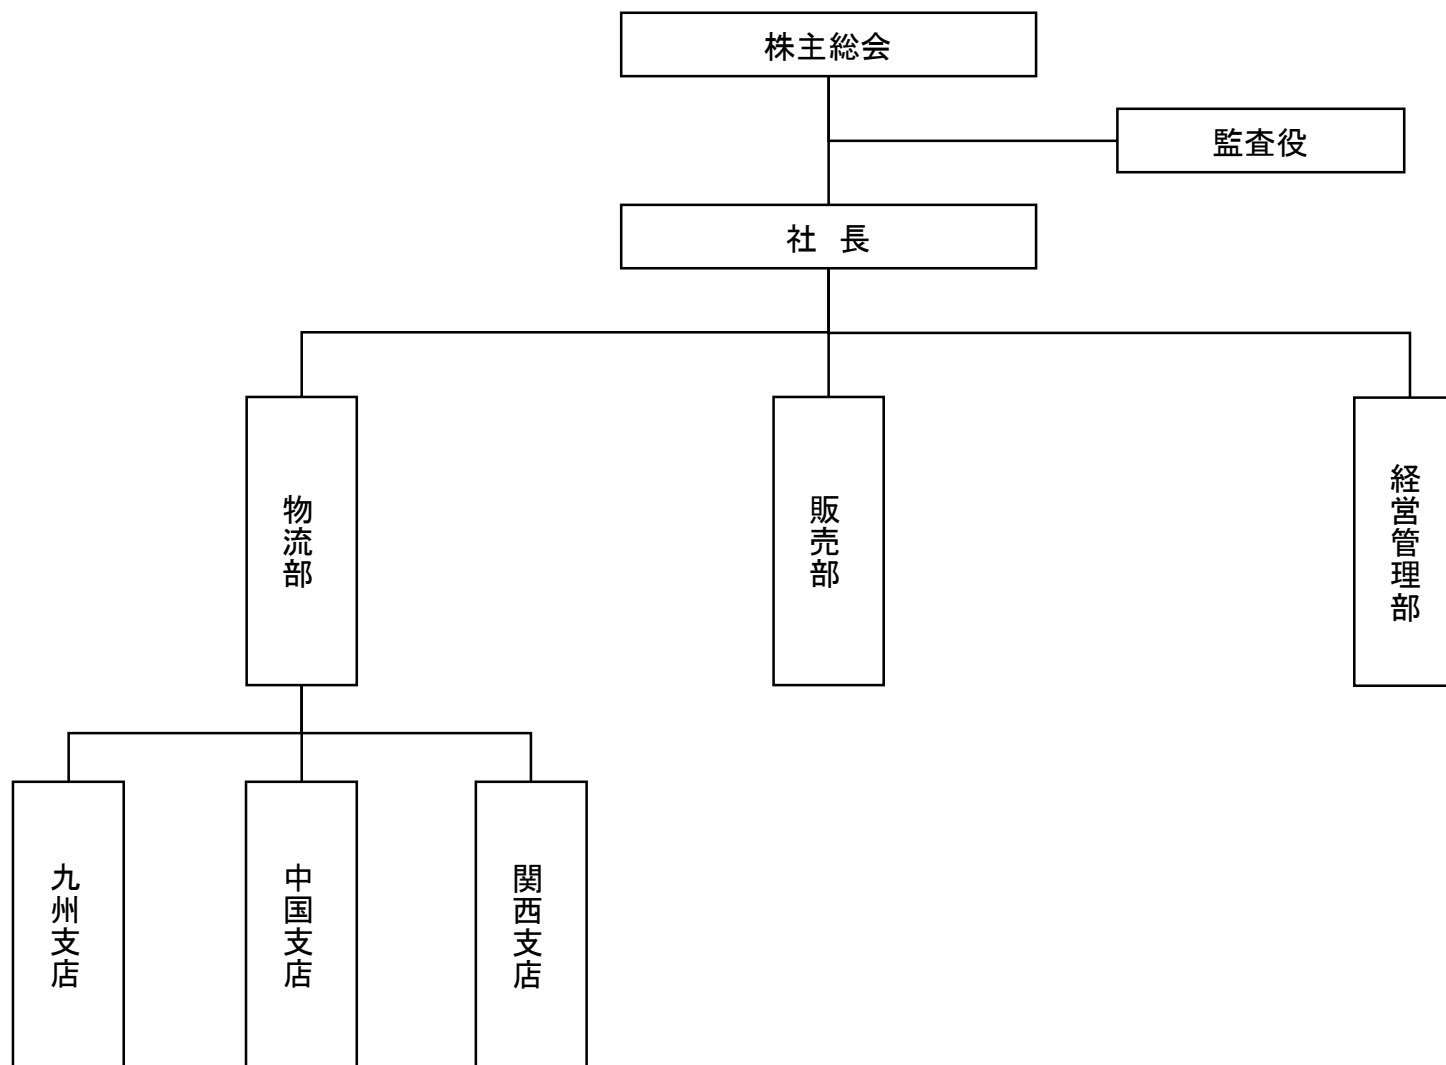 株主総会
監査役
社 長
物流部
販売部
経営管理部
九州支店
中国支店
関西支店